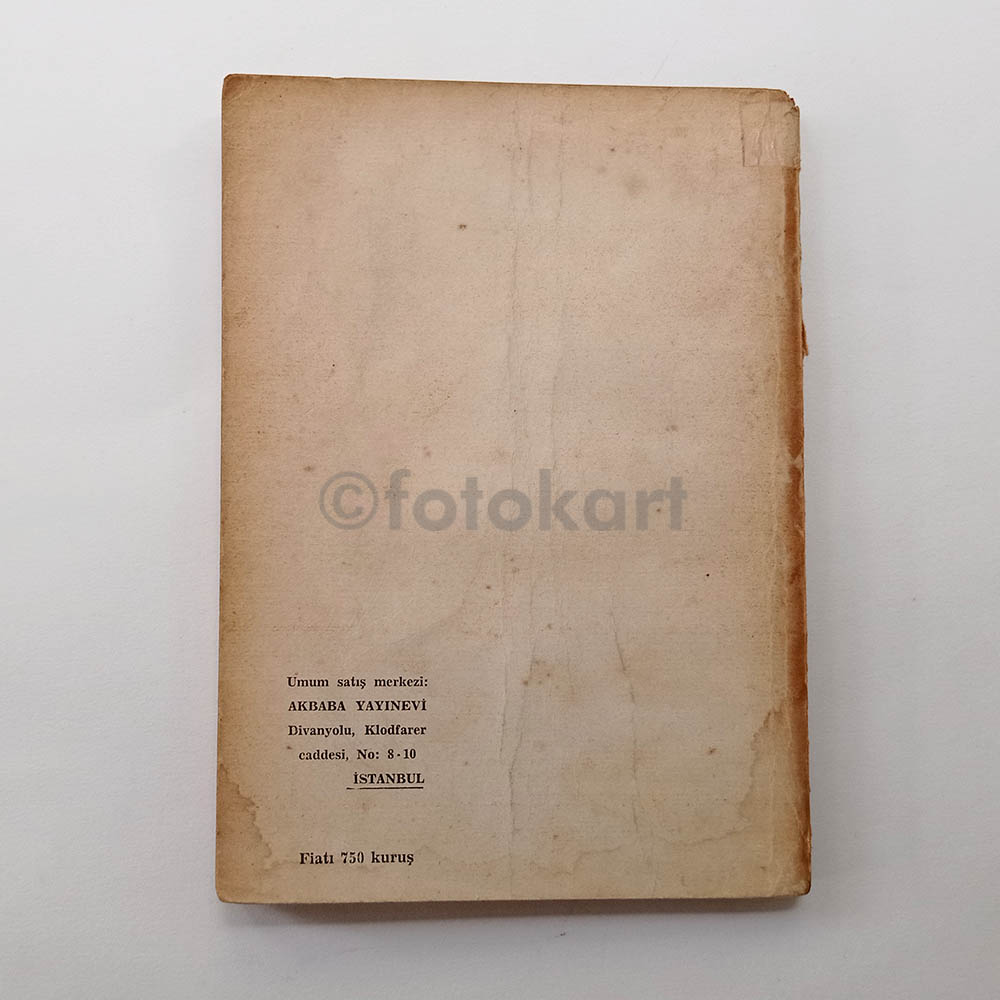 ©fotokart
Umum satış merkezi:
AKBABA YAYINEVİ
Divanyolu, Klodfarer
caddesi, No: 8-10
İSTANBUL
Fiatı 750 kuruş